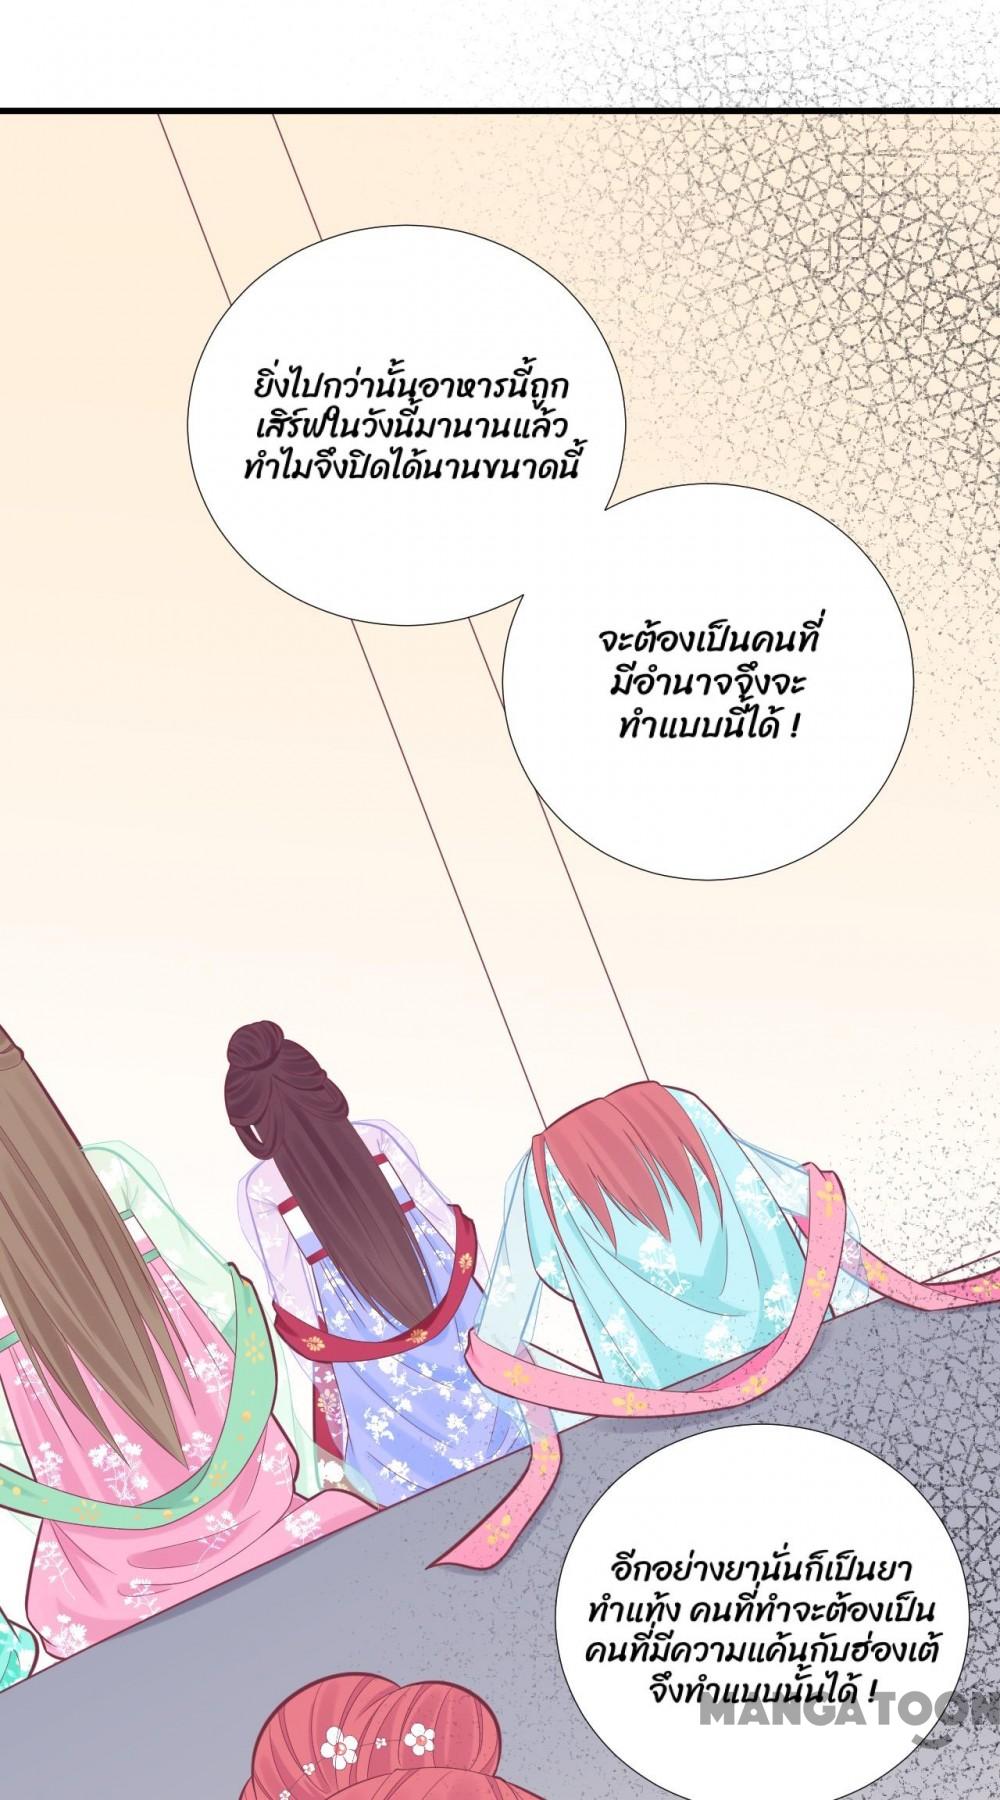 ยิ่งไปกว่านั้นอาหารนี้ถูก
เสิร์ฟในวังนี้มานานแล้ว
ทำไมจึงปิดได้นานขนาดนี้
จะต้องเป็นคนที่
มีอำนาจจึงจะ
ทำแบบนี้ได้ !
อีกอย่างยานั่นก็เป็นยา
ทำแท้ง คนที่ทำจะต้องเป็น
คนที่มีความแค้นกับฮ่องเต้
จึงทำแบบนั้นได้ !
MANGATOON